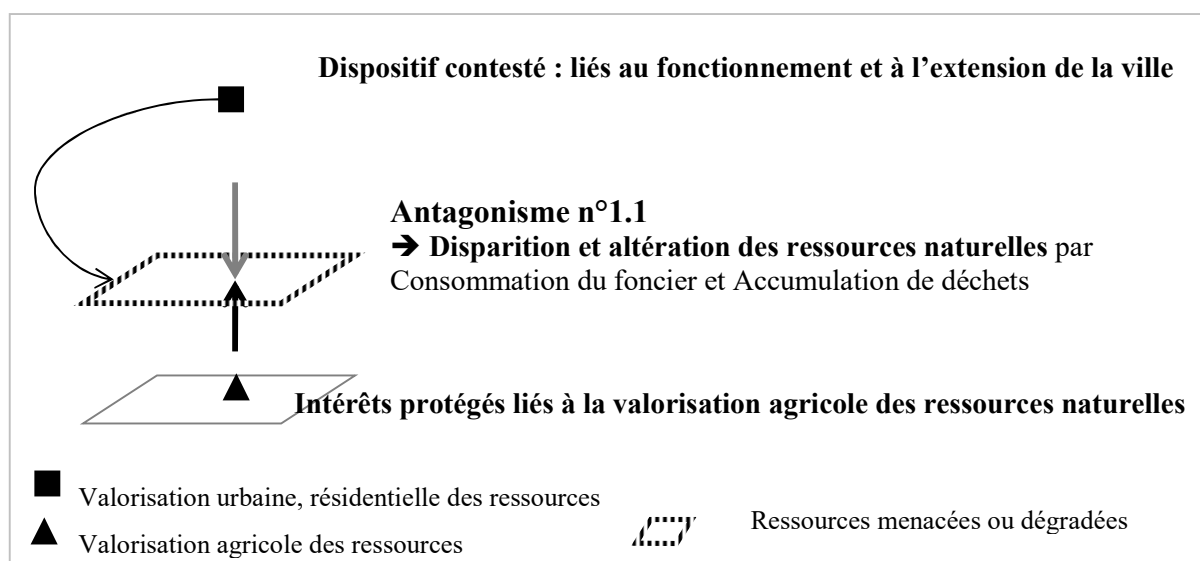 Dispositif contesté : liés au fonctionnement et à l’extension de la ville
Antagonisme n°1.1
➔ Disparition et altération des ressources naturelles par
Consommation du foncier et Accumulation de déchets
Intérêts protégés liés à la valorisation agricole des ressources naturelles
Valorisation urbaine, résidentielle des ressources
Valorisation agricole des ressources
Ressources menacées ou dégradées